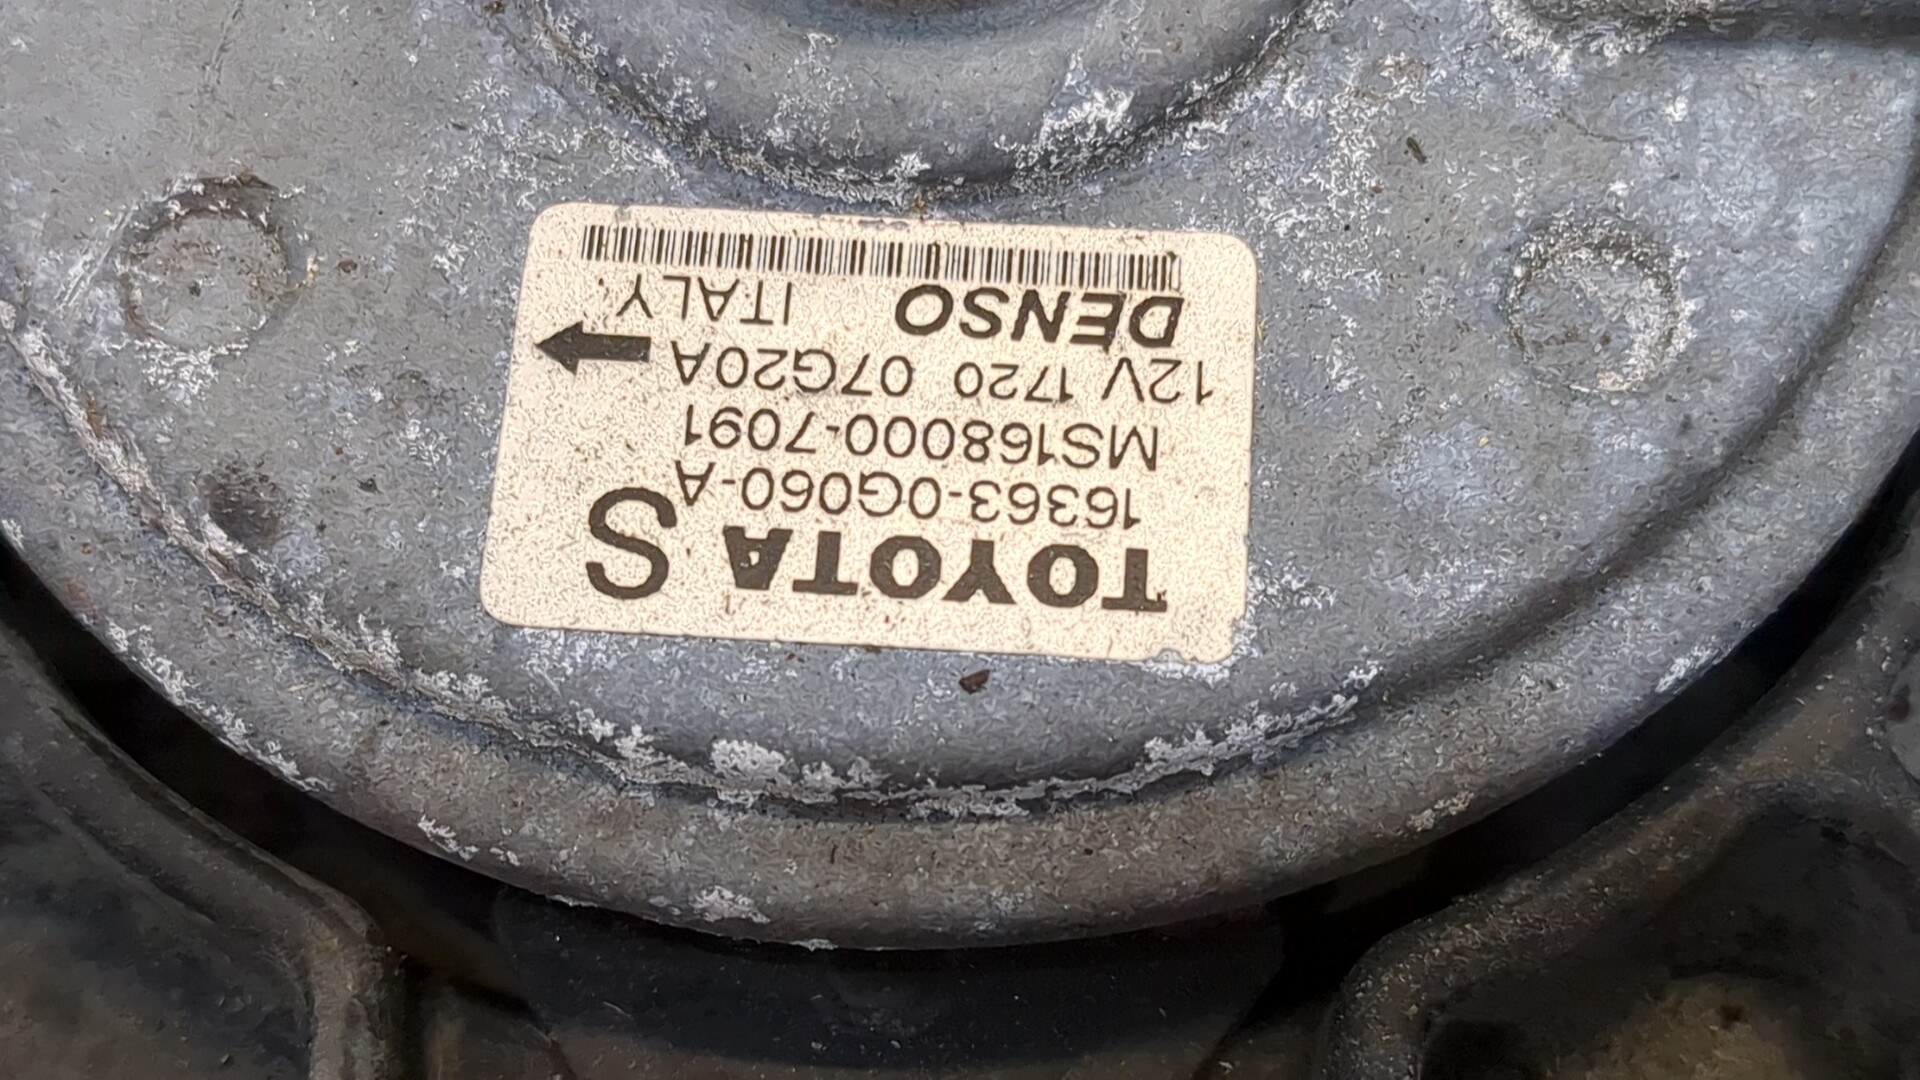 TOYOTA S
16363-0G060-A
MS168000-7091
12V 1720 07G20A
DENSO ITALY